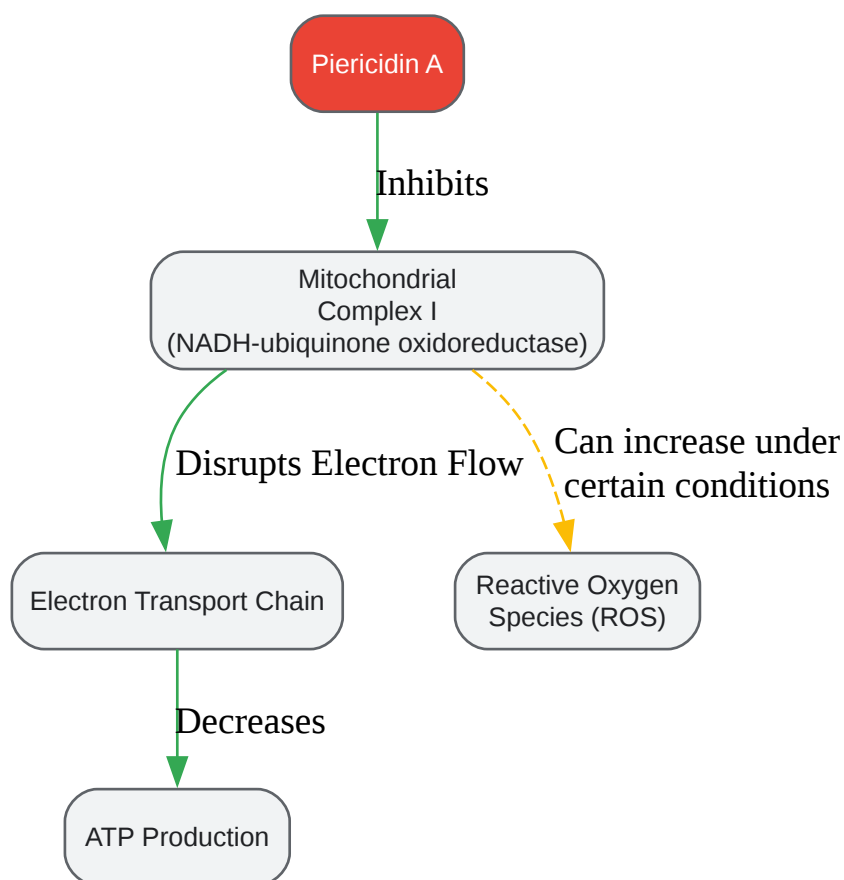 Piericidin A
Inhibits
Mitochondrial
Complex I
(NADH-ubiquinone oxidoreductase)
Disrupts Electron Flow
Can increase under
certain conditions
Electron Transport Chain
Reactive Oxygen
Species (ROS)
Decreases
ATP Production